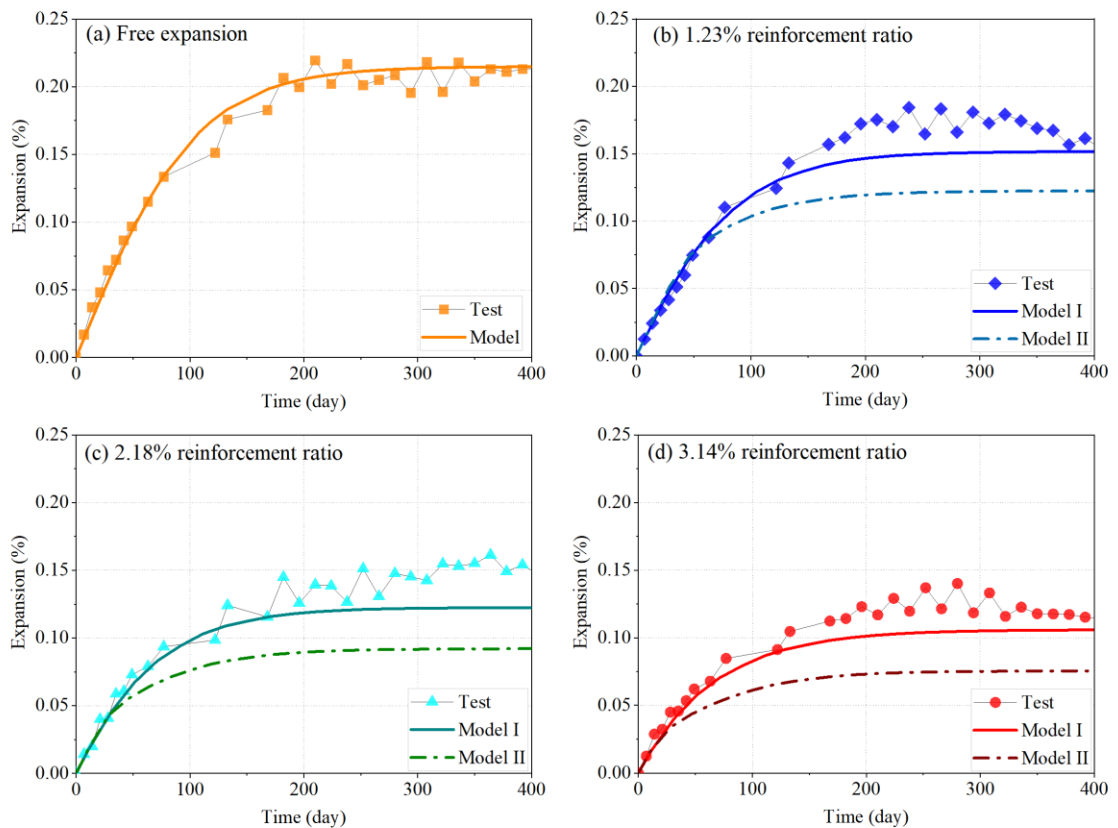 (a) Free expansion
Expansion (%)
0.25
0.20
0.15
0.10
0.05
0.00
0
100
200
300
400
Time (day)
Test
Model
(b) 1.23% reinforcement ratio
Expansion (%)
0.25
0.20
0.15
0.10
0.05
0.00
0
100
200
300
400
Time (day)
Test
Model I
Model II
(c) 2.18% reinforcement ratio
Expansion (%)
0.25
0.20
0.15
0.10
0.05
0.00
0
100
200
300
400
Time (day)
Test
Model I
Model II
(d) 3.14% reinforcement ratio
Expansion (%)
0.25
0.20
0.15
0.10
0.05
0.00
0
100
200
300
400
Time (day)
Test
Model I
Model II